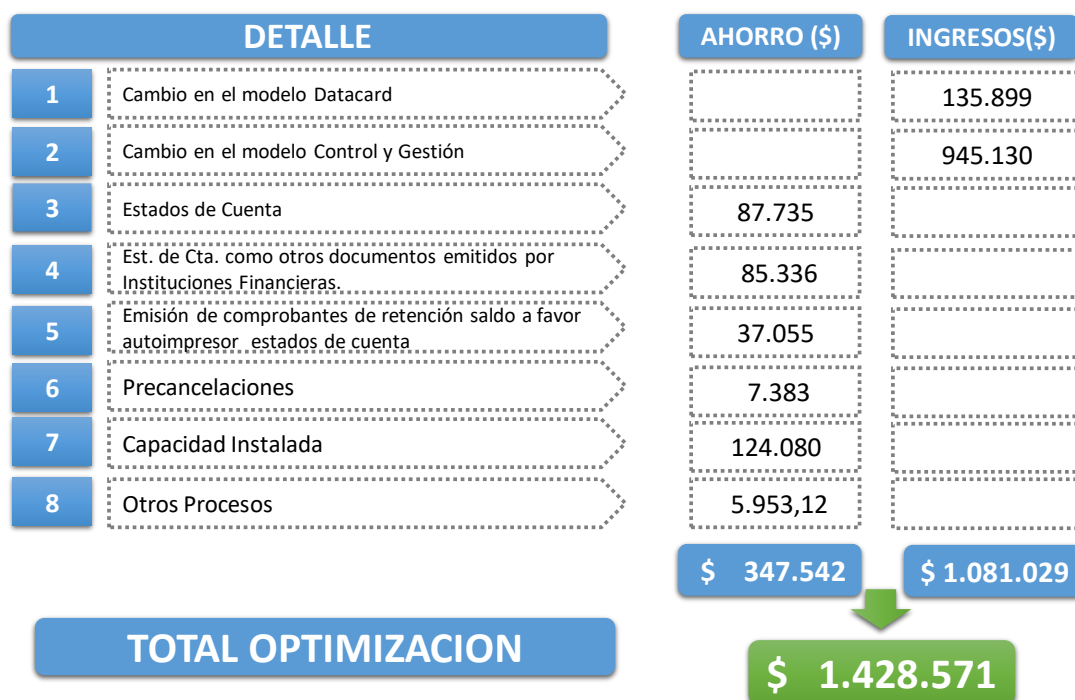 DETALLE AHORRO ($) INGRESOS($)
1 Cambio en el modelo Datacard 135.899
2 Cambio en el modelo Control y Gestión 945.130
3 Estados de Cuenta 87.735
4 Est. de Cta. como otros documentos emitidos por
Instituciones Financieras. 85.336
5 Emisión de comprobantes de retención saldo a favor
autoimpresor estados de cuenta 37.055
6 Precancelaciones 7.383
7 Capacidad Instalada 124.080
8 Otros Procesos 5.953,12
$ 347.542 $ 1.081.029
TOTAL OPTIMIZACION $ 1.428.571